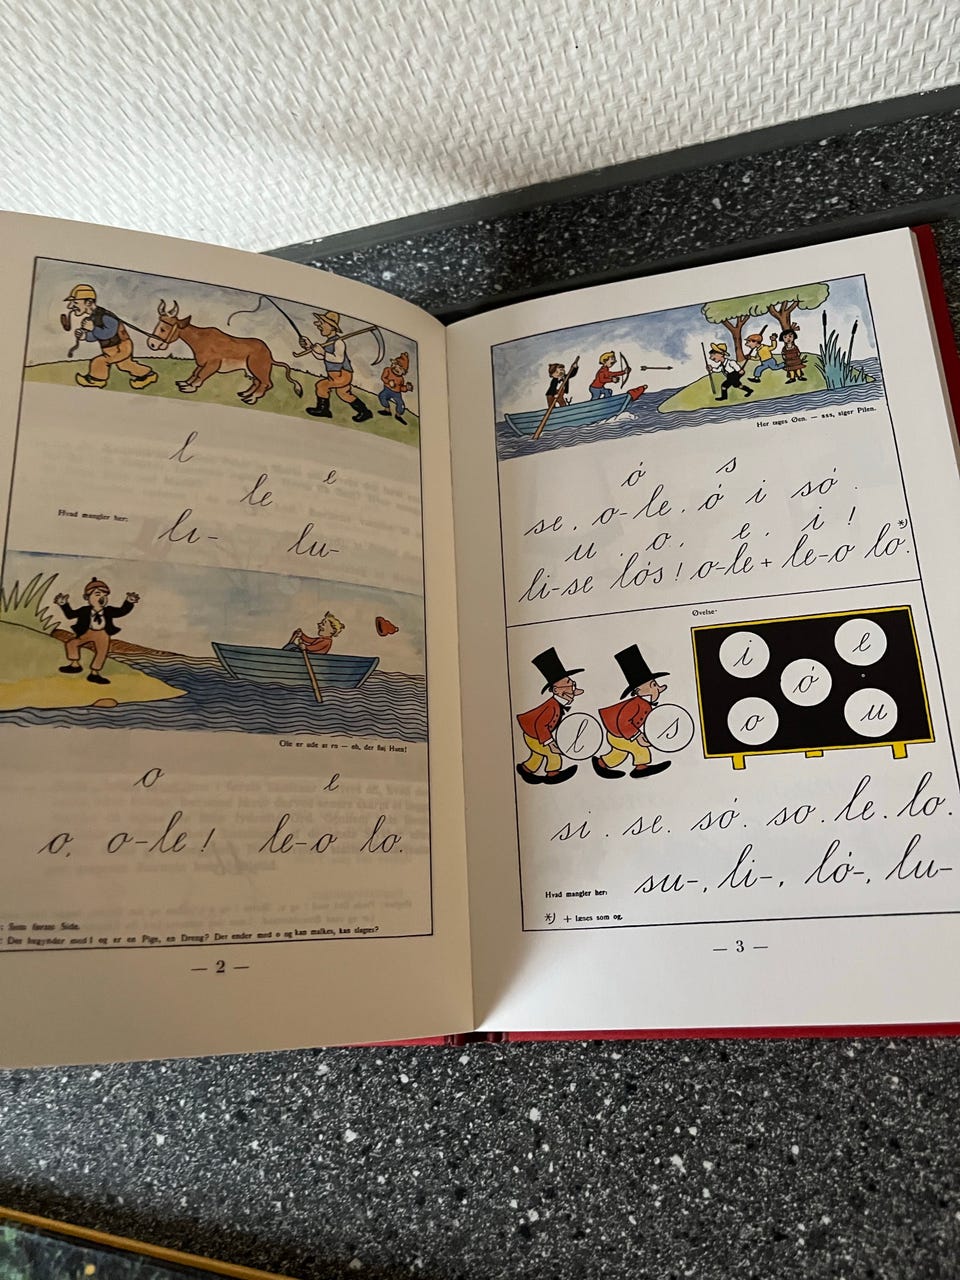 l
e
le
Hvad mangler her:
li- lu-
Ole er ude at ro — oh, der fløj Huen!
o e
o. o-le! le-o lo.
: Som Side.
: Der begynder med l og er en Pige, en Dreng? Der ender med o og kan malkes, kan slagtes?
— 2 —
Her tages Øen. — sss, siger Pilen.
ó s
se. o-le. ó i só.
u. o. e. i!
li-se lós! o-le + le-o lo. *)
Øvelse:
i e
ó
o u
l s
si. se. só. so. le. lo.
Hvad mangler her: su-, li-, ló-, lu-
*) + læses som og.
— 3 —